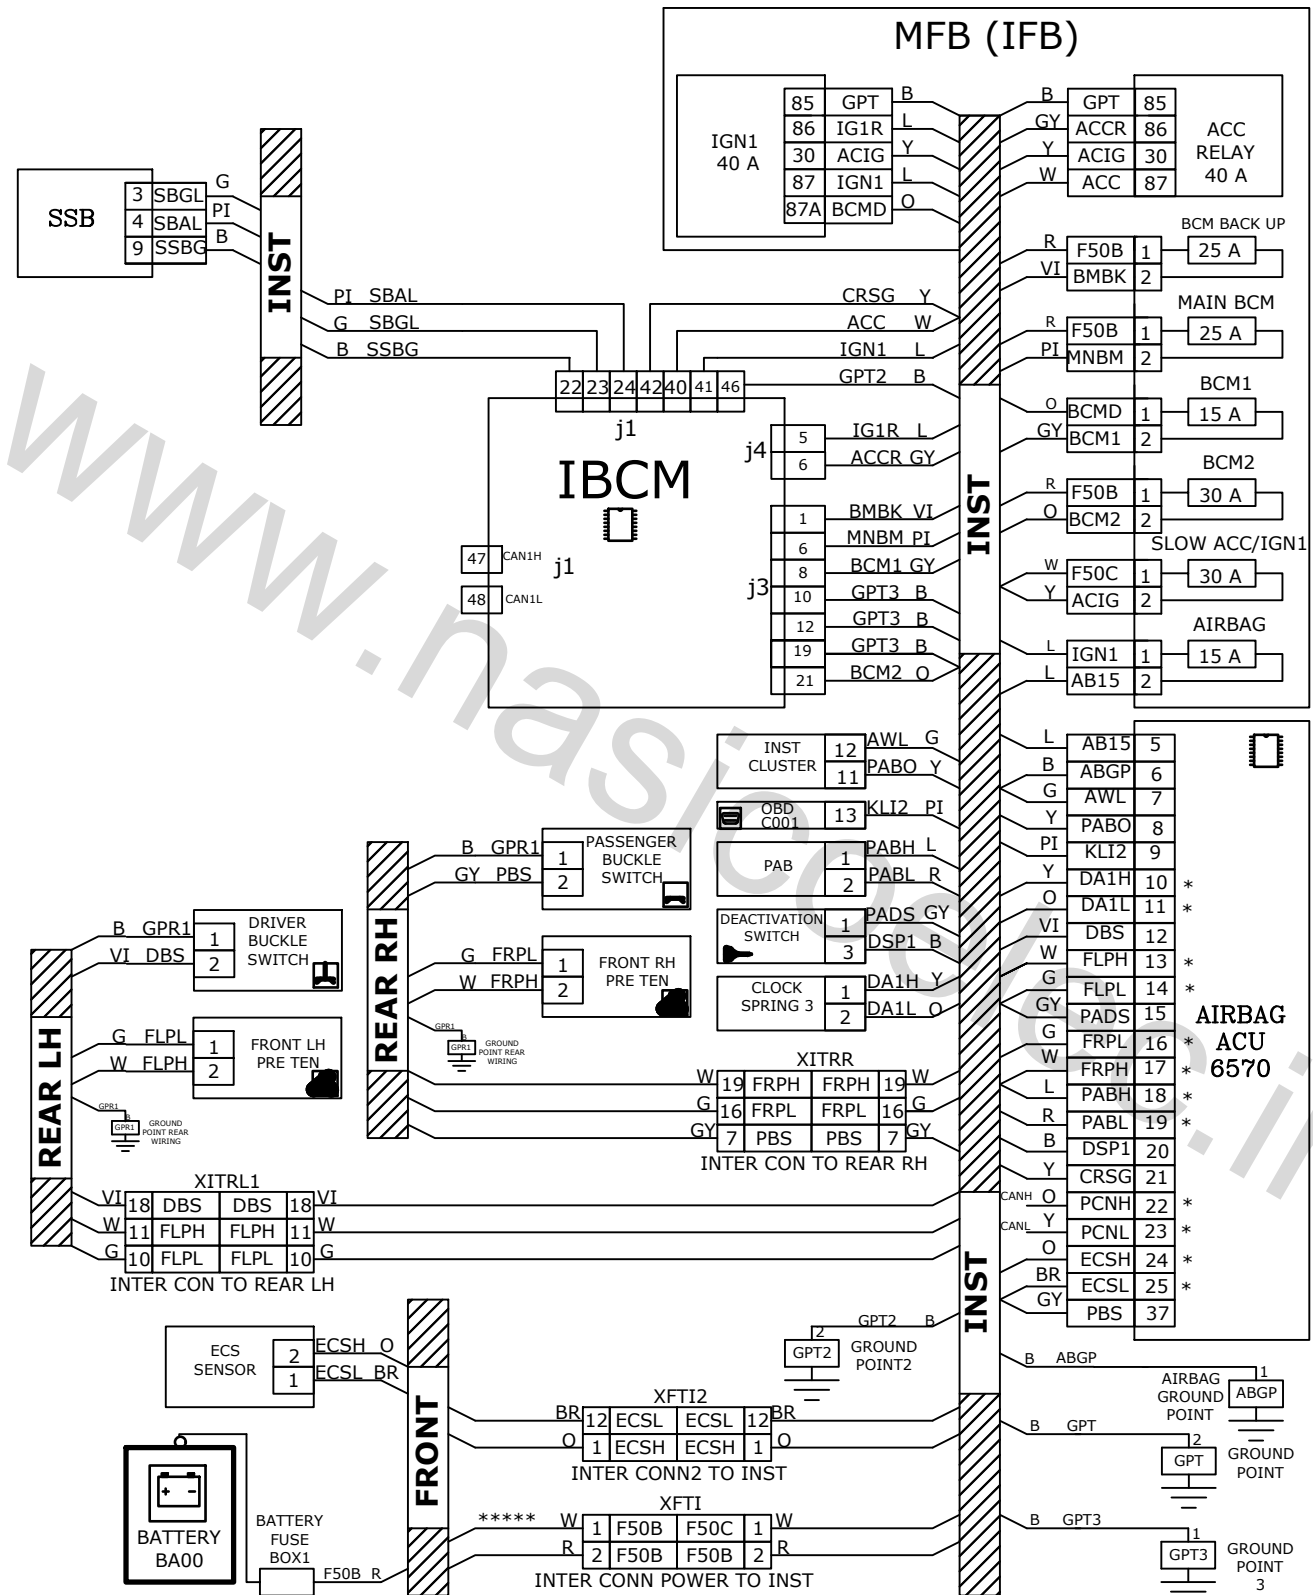 MFB (IFB)
IGN1
40 A
85 GPT B
86 IG1R L
30 ACIG Y
87 IGN1 L
87A BCMD O
B GPT 85
GY ACCR 86
Y ACIG 30
W ACC 87
ACC
RELAY
40 A
SSB
3 SBGL G
4 SBAL PI
9 SSBG B
INST
PI SBAL
G SBGL
B SSBG
CRSG Y
ACC W
IGN1 L
GPT2 B
22 23 24 42 40 41 46
j1
IBCM
47 CAN1H
48 CAN1L
j1
j4
5 IG1R L
6 ACCR GY
j3
1 BMBK VI
6 MNBM PI
8 BCM1 GY
10 GPT3 B
12 GPT3 B
19 GPT3 B
21 BCM2 O
INST
BCM BACK UP
R F50B 1 25 A
VI BMBK 2
MAIN BCM
R F50B 1 25 A
PI MNBM 2
BCM1
O BCMD 1 15 A
GY BCM1 2
BCM2
R F50B 1 30 A
O BCM2 2
SLOW ACC/IGN1
W F50C 1 30 A
Y ACIG 2
AIRBAG
L IGN1 1 15 A
L AB15 2
www.nasicoelec.ir
INST
CLUSTER
12 AWL G
11 PABO Y
OBD
C001
13 KLI2 PI
PAB
1 PABH L
2 PABL R
DEACTIVATION
SWITCH
1 PADS GY
3 DSP1 B
CLOCK
SPRING 3
1 DA1H Y
2 DA1L O
L AB15 5
B ABGP 6
G AWL 7
Y PABO 8
PI KLI2 9
Y DA1H 10 *
O DA1L 11 *
VI DBS 12
W FLPH 13 *
G FLPL 14 *
GY PADS 15
G FRPL 16 *
W FRPH 17 *
L PABH 18 *
R PABL 19 *
B DSP1 20
Y CRSG 21
CANH O PCNH 22 *
CANL Y PCNL 23 *
O ECSH 24 *
BR ECSL 25 *
GY PBS 37
AIRBAG
ACU
6570
REAR RH
B GPR1 1
GY PBS 2
PASSENGER
BUCKLE
SWITCH
G FRPL 1
W FRPH 2
FRONT RH
PRE TEN
GPR1
B
GPR1
GROUND
POINT REAR
WIRING
XITRR
W 19 FRPH FRPH 19 W
G 16 FRPL FRPL 16 G
GY 7 PBS PBS 7 GY
INTER CON TO REAR RH
REAR LH
B GPR1 1
VI DBS 2
DRIVER
BUCKLE
SWITCH
G FLPL 1
W FLPH 2
FRONT LH
PRE TEN
GPR1
B
GPR1
GROUND
POINT REAR
WIRING
XITRL1
VI 18 DBS DBS 18 VI
W 11 FLPH FLPH 11 W
G 10 FLPL FLPL 10 G
INTER CON TO REAR LH
INST
ECS
SENSOR
2 ECSH O
1 ECSL BR
FRONT
GPT2 B
2
GPT2
GROUND
POINT2
XFTI2
BR 12 ECSL ECSL 12 BR
O 1 ECSH ECSH 1 O
INTER CONN2 TO INST
XFTI
***** W 1 F50B F50C 1 W
R 2 F50B F50B 2 R
INTER CONN POWER TO INST
BATTERY
BA00
BATTERY
FUSE
BOX1
F50B R
B ABGP
1
ABGP
AIRBAG
GROUND
POINT
B GPT
2
GPT
GROUND
POINT
B GPT3
1
GPT3
GROUND
POINT
3